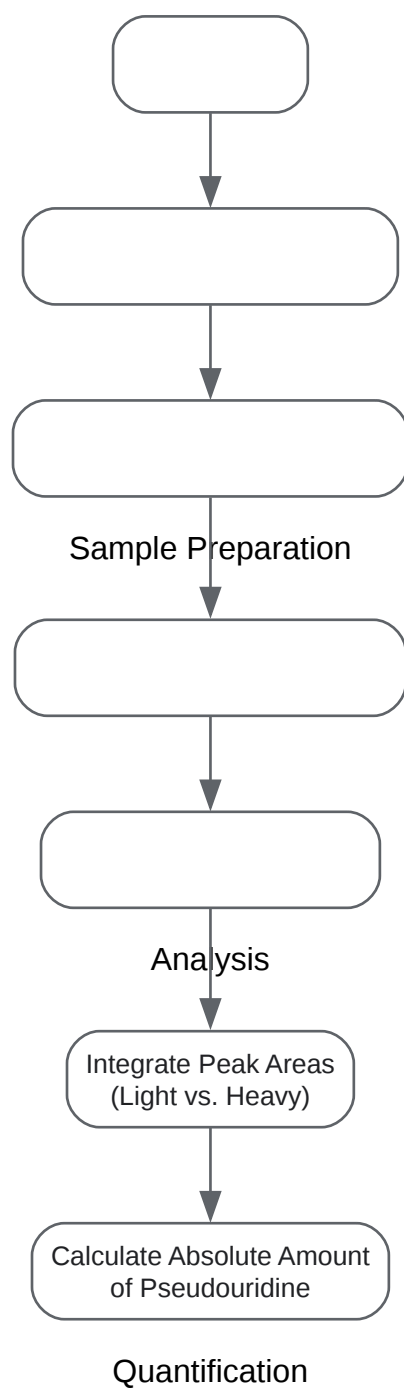 Sample Preparation
Analysis
Integrate Peak Areas
(Light vs. Heavy)
Calculate Absolute Amount
of Pseudouridine
Quantification